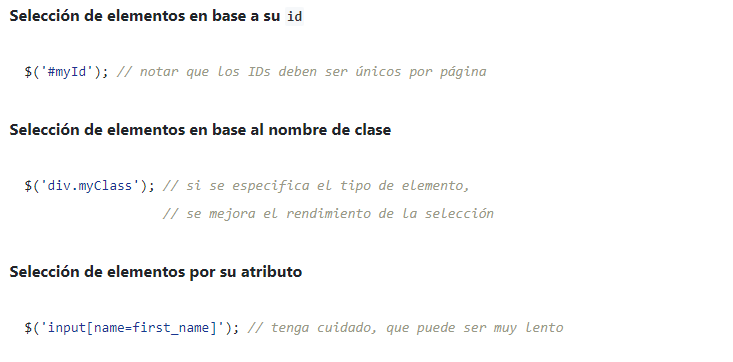 Selección de elementos en base a su id
$('#myId'); // notar que los IDs deben ser únicos por página
Selección de elementos en base al nombre de clase
$('div.myClass'); // si se especifica el tipo de elemento,
// se mejora el rendimiento de la selección
Selección de elementos por su atributo
$('input[name=first_name]'); // tenga cuidado, que puede ser muy lento